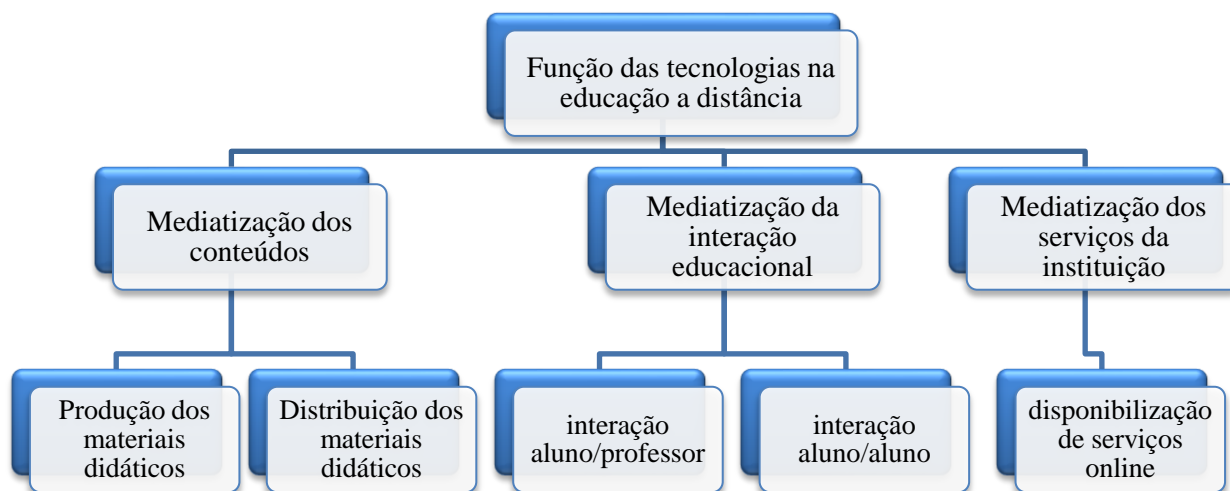 Função das tecnologias na
educação a distância
Mediatização dos
conteúdos
Mediatização da
interação
educacional
Mediatização dos
serviços da
instituição
Produção dos
materiais
didáticos
Distribuição dos
materiais
didáticos
interação
aluno/professor
interação
aluno/aluno
disponibilização
de serviços
online